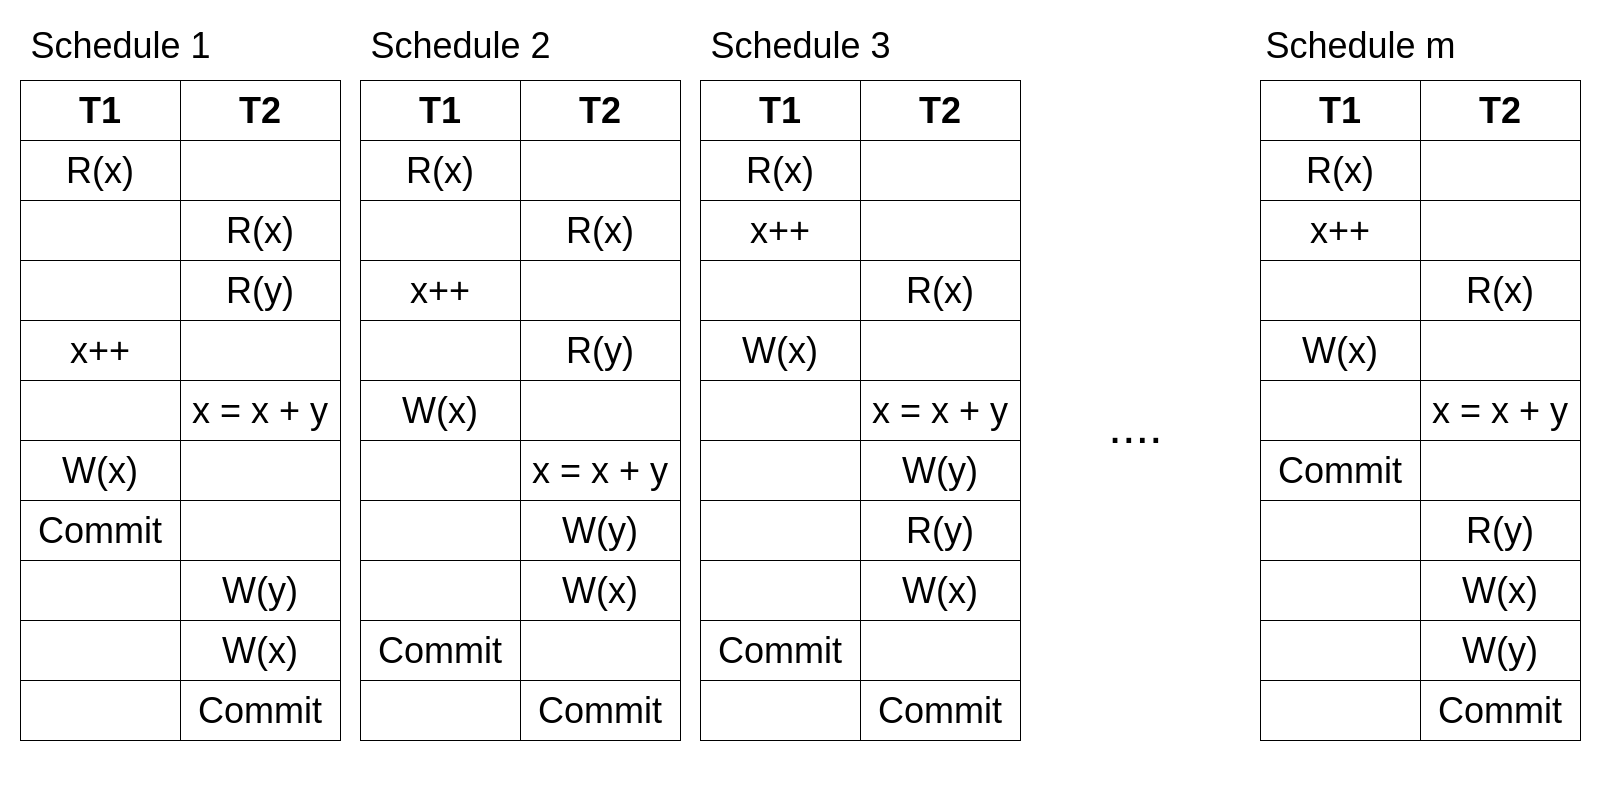 Schedule 1 Schedule 2 Schedule 3 Schedule m
T1 T2 T1 T2 T1 T2 T1 T2
R(x) R(x) R(x) R(x)
R(x) R(x) x++ x++
R(y) x++ R(x) R(x)
x++ R(y) W(x) W(x)
x = x + y W(x) x = x + y x = x + y
....
W(x) x = x + y W(y) Commit
Commit W(y) R(y) R(y)
W(y) W(x) W(x) W(x)
W(x) Commit Commit W(y)
Commit Commit Commit Commit